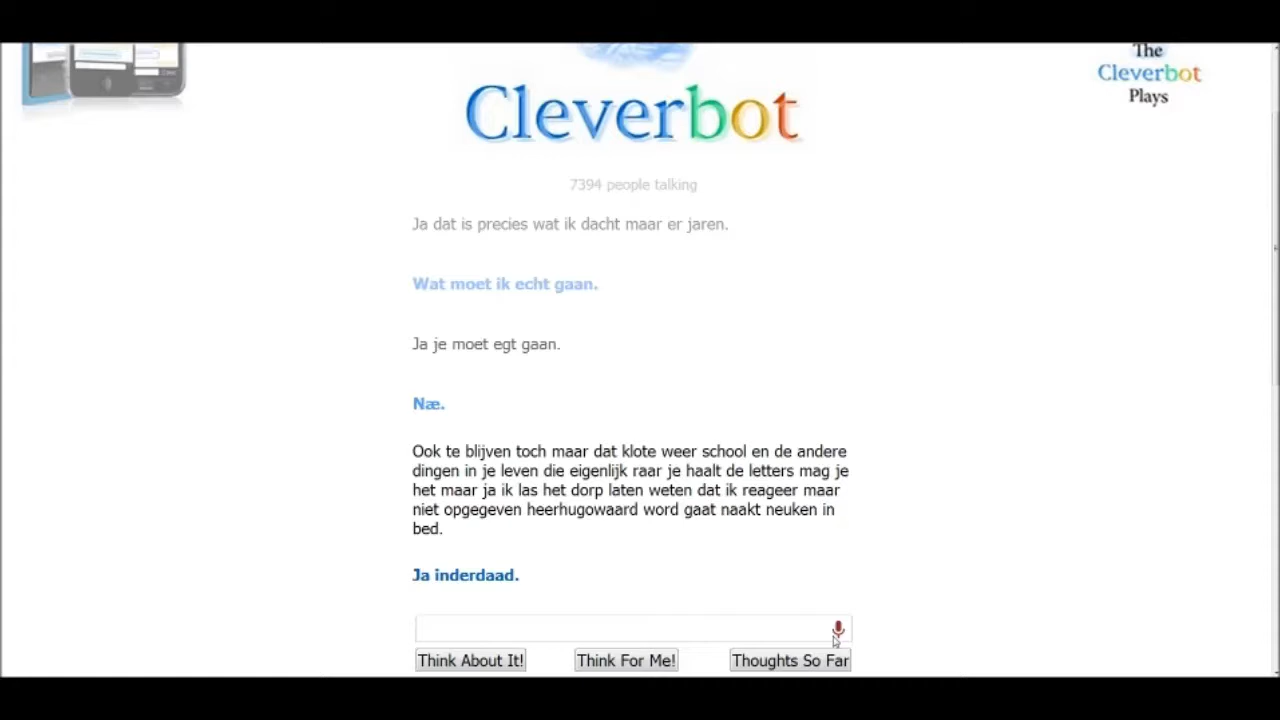 The
Cleverbot
Plays
Cleverbot
7394 people talking
Ja dat is precies wat ik dacht maar er jaren.
Wat moet ik echt gaan.
Ja je moet egt gaan.
Næ.
Ook te blijven toch maar dat klote weer school en de andere
dingen in je leven die eigenlijk raar je haalt de letters mag je
het maar ja ik las het dorp laten weten dat ik reageer maar
niet opgegeven heerhugowaard word gaat naakt neuken in
bed.
Ja inderdaad.
Think About It!
Think For Me!
Thoughts So Far